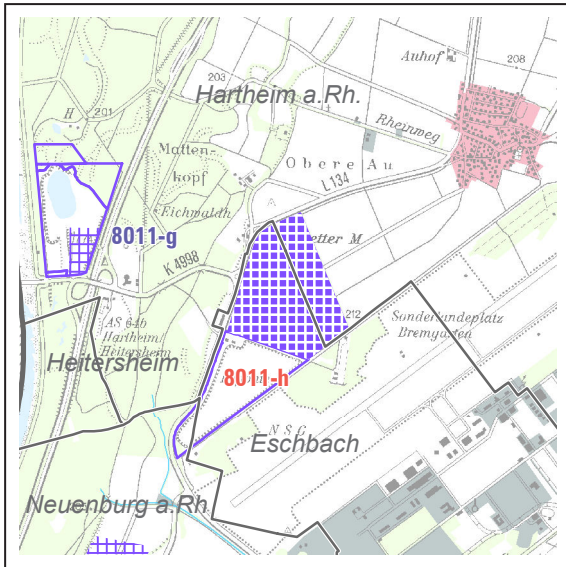 Auhof
208
203
Hartheim a.Rh.
H 201
Rheinweg
Matten-
kopf
Obere Au
L 134
Eichwaldh
8011-g
etter M
K 4998
212
AS 64b
Hartheim/
Heitersheim
Sonderlandeplatz
Bremgarten
Heitersheim
8011-h
NSG
Eschbach
Neuenburg a.Rh